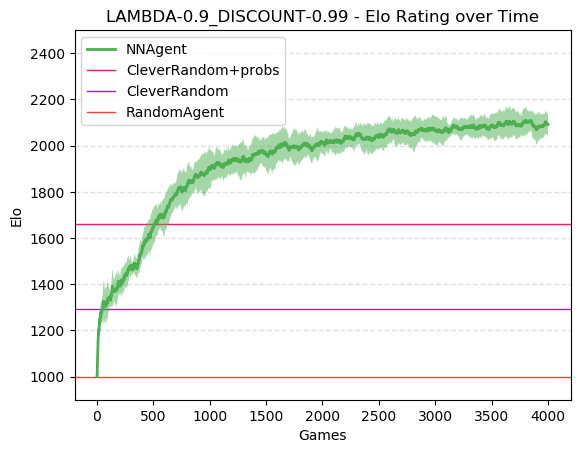 LAMBDA-0.9_DISCOUNT-0.99 - Elo Rating over Time
NNAgent
CleverRandom+probs
CleverRandom
RandomAgent
2400
2200
2000
1800
1600
1400
1200
1000
Elo
0 500 1000 1500 2000 2500 3000 3500 4000
Games